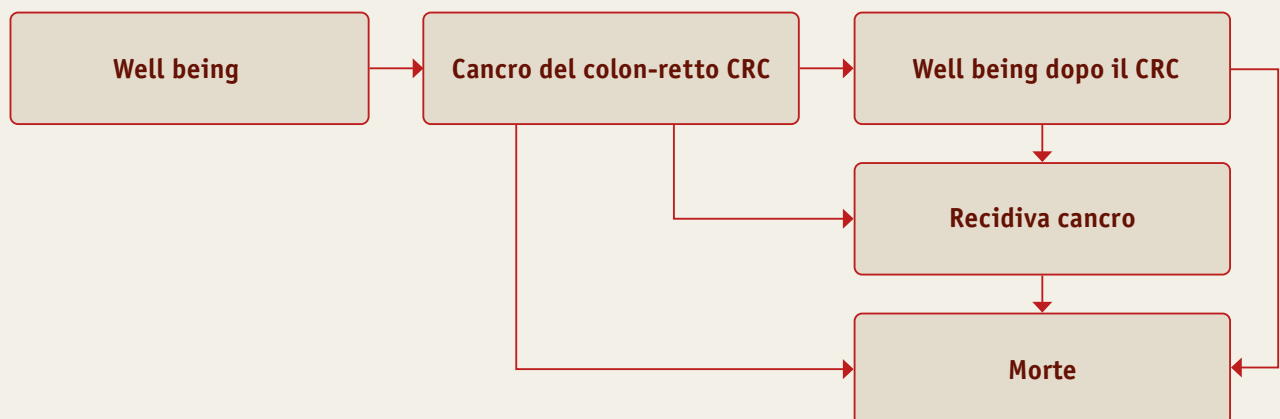 Well being
Cancro del colon-retto CRC
Well being dopo il CRC
Recidiva cancro
Morte